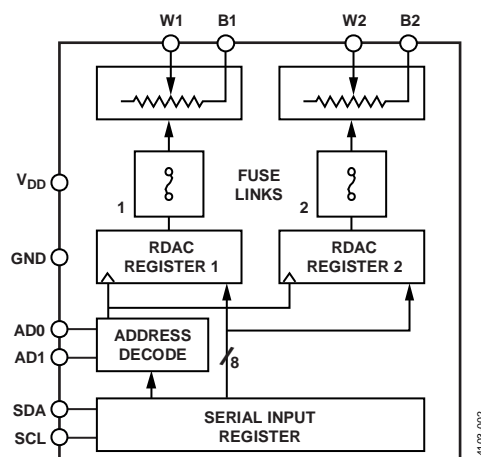 W1 B1 W2 B2
V_DD
1
FUSE
LINKS
2
GND
RDAC
REGISTER 1
RDAC
REGISTER 2
AD0
AD1
ADDRESS
DECODE
8
SDA
SCL
SERIAL INPUT
REGISTER